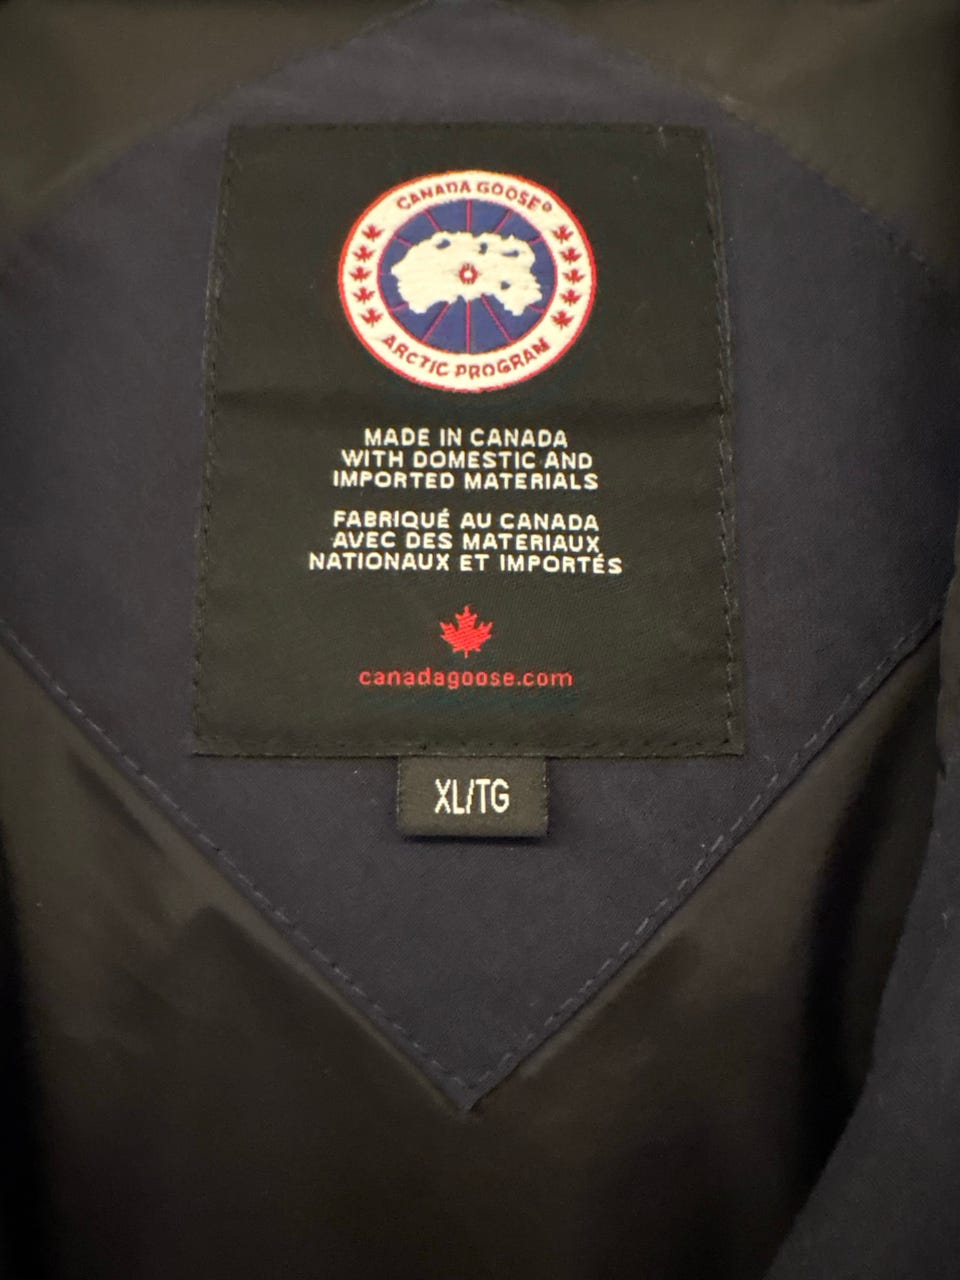 CANADA GOOSE®
ARCTIC PROGRAM
MADE IN CANADA
WITH DOMESTIC AND
IMPORTED MATERIALS
FABRIQUÉ AU CANADA
AVEC DES MATERIAUX
NATIONAUX ET IMPORTÉS
canadagoose.com
XL/TG